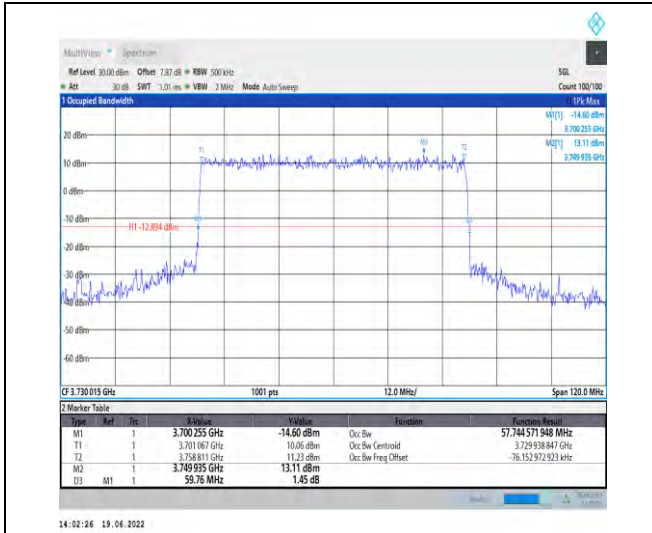 MultiView Spectrum
Ref Level 30.00 dBm Offset 7.87 dB RBW 500 kHz SGL
Att 30 dB SWT 1.01 ms VBW 2 MHz Mode Auto Sweep Count 100/100
1 Occupied Bandwidth 1Pk Max
M1[1] -14.60 dBm
3.700 255 GHz
M2[1] 13.11 dBm
3.749 935 GHz
20 dBm
T1 M2 T2
10 dBm
0 dBm
-10 dBm
H1 -12.894 dBm
-20 dBm
-30 dBm
-40 dBm
-50 dBm
-60 dBm
CF 3.730 015 GHz 1001 pts 12.0 MHz/ Span 120.0 MHz
2 Marker Table
Type Ref Trc X-Value Y-Value Function Function Result
M1 1 3.700 255 GHz -14.60 dBm Occ Bw 57.744 571 948 MHz
T1 1 3.701 067 GHz 10.06 dBm Occ Bw Centroid 3.729 938 847 GHz
T2 1 3.758 811 GHz 11.23 dBm Occ Bw Freq Offset -76.152 972 923 kHz
M2 1 3.749 935 GHz 13.11 dBm
D3 M1 1 59.76 MHz 1.45 dB
14:02:26 19.06.2022